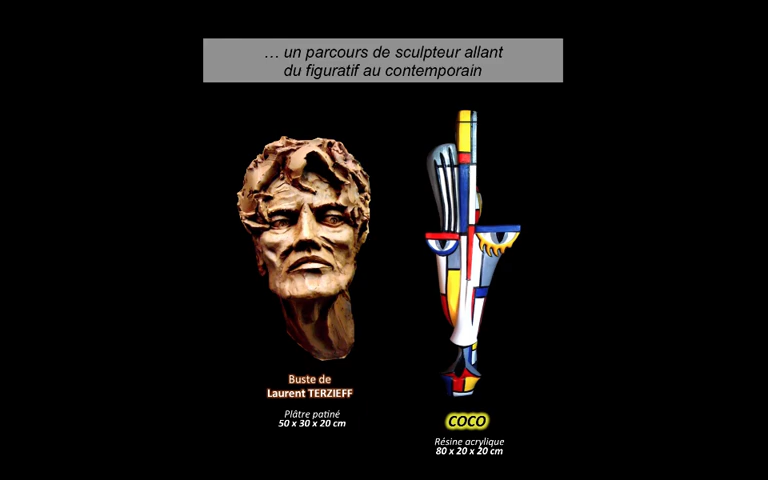 … un parcours de sculpteur allant
du figuratif au contemporain
Buste de
Laurent TERZIEFF
Plâtre patiné
50 x 30 x 20 cm
COCO
Résine acrylique
80 x 20 x 20 cm